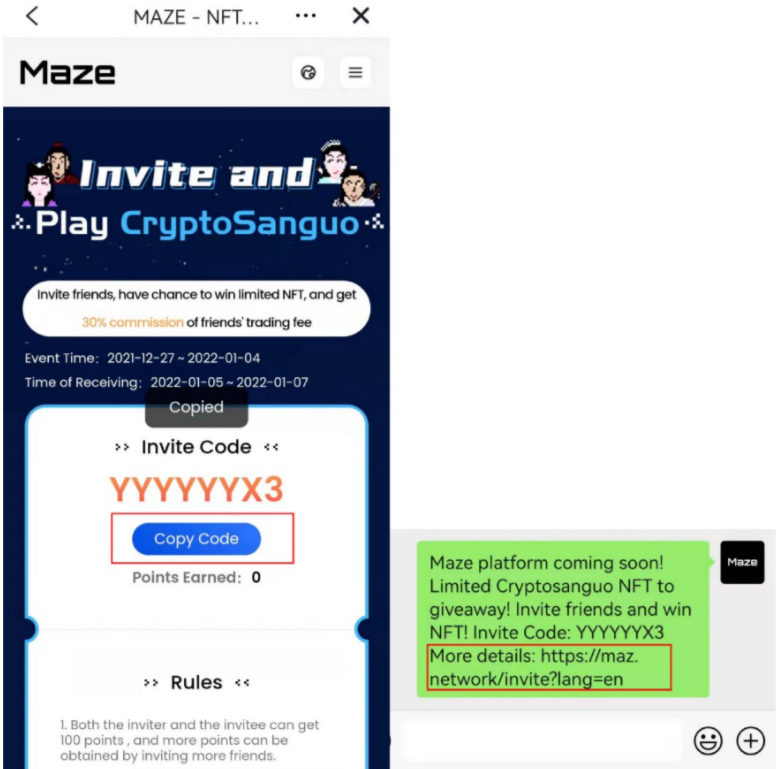 MAZE - NFT...
Maze
Invite and
Play CryptoSanguo
Invite friends, have chance to win limited NFT, and get
30% commission of friends' trading fee
Event Time: 2021-12-27 ~ 2022-01-04
Time of Receiving: 2022-01-05 ~ 2022-01-07
Copied
>> Invite Code <<
YYYYYYX3
Copy Code
Points Earned: 0
>> Rules <<
1. Both the inviter and the invitee can get
100 points , and more points can be
obtained by inviting more friends.
Maze platform coming soon!
Limited Cryptosanguo NFT to
giveaway! Invite friends and win
NFT! Invite Code: YYYYYYX3
More details: https://maz.
network/invite?lang=en
Maze